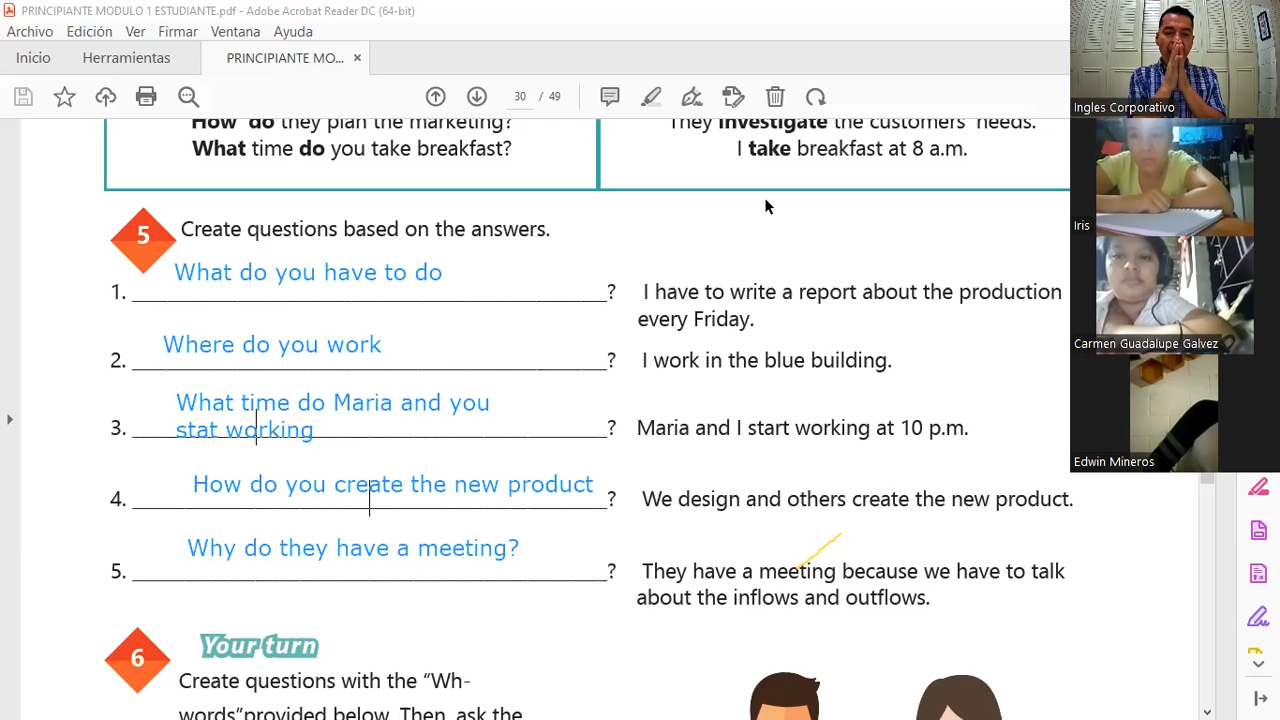 PRINCIPIANTE MODULO 1 ESTUDIANTE.pdf - Adobe Acrobat Reader DC (64-bit)
Archivo Edición Ver Firmar Ventana Ayuda
Inicio Herramientas PRINCIPIANTE MO... ×
30 / 49
How do they plan the marketing? They investigate the customers' needs.
What time do you take breakfast? I take breakfast at 8 a.m.
5 Create questions based on the answers.
What do you have to do
1. ? I have to write a report about the production
every Friday.
Where do you work
2. ? I work in the blue building.
What time do Maria and you
stat working
3. ? Maria and I start working at 10 p.m.
How do you create the new product
4. ? We design and others create the new product.
Why do they have a meeting?
5. ? They have a meeting because we have to talk
about the inflows and outflows.
6 Your turn
Create questions with the “Wh-
words”provided below. Then, ask the
Ingles Corporativo
Iris
Carmen Guadalupe Galvez
Edwin Mineros